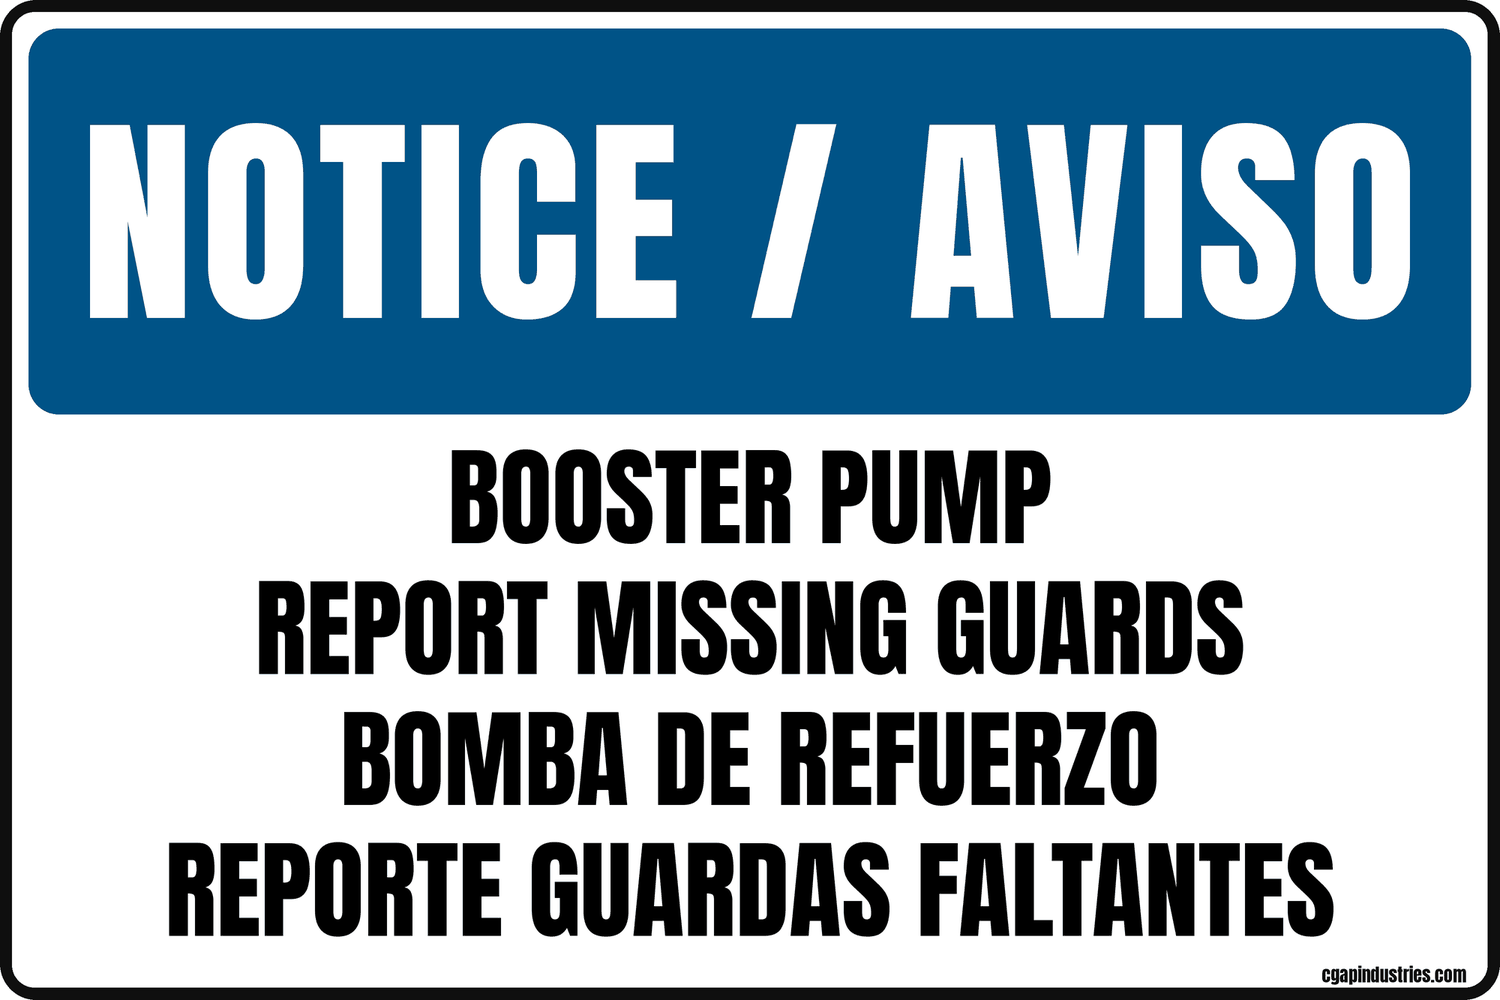 NOTICE / AVISO
BOOSTER PUMP
REPORT MISSING GUARDS
BOMBA DE REFUERZO
REPORTE GUARDAS FALTANTES
cgapindustries.com